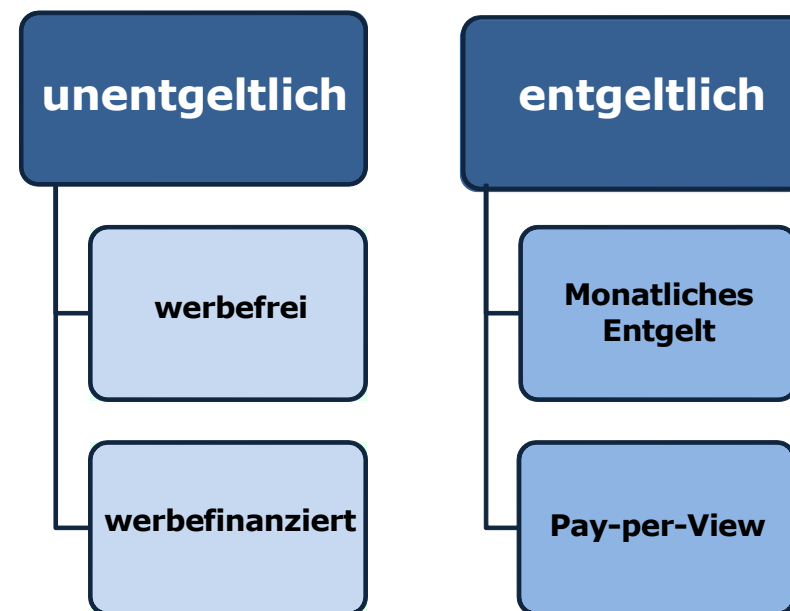 unentgeltlich
werbefrei
werbefinanziert
entgeltlich
Monatliches
Entgelt
Pay-per-View